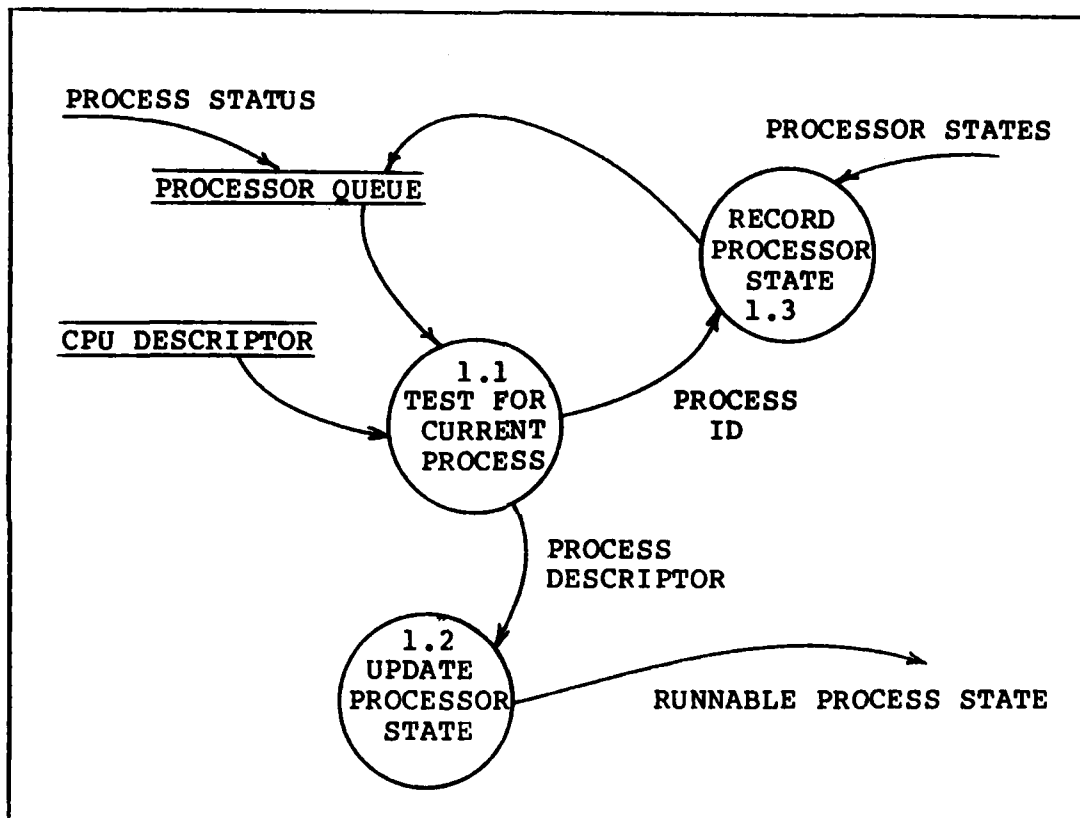 PROCESS STATUS
PROCESSOR STATES
PROCESSOR QUEUE
RECORD
PROCESSOR
STATE
1.3
CPU DESCRIPTOR
1.1
TEST FOR
CURRENT
PROCESS
PROCESS
ID
PROCESS
DESCRIPTOR
1.2
UPDATE
PROCESSOR
STATE
RUNNABLE PROCESS STATE